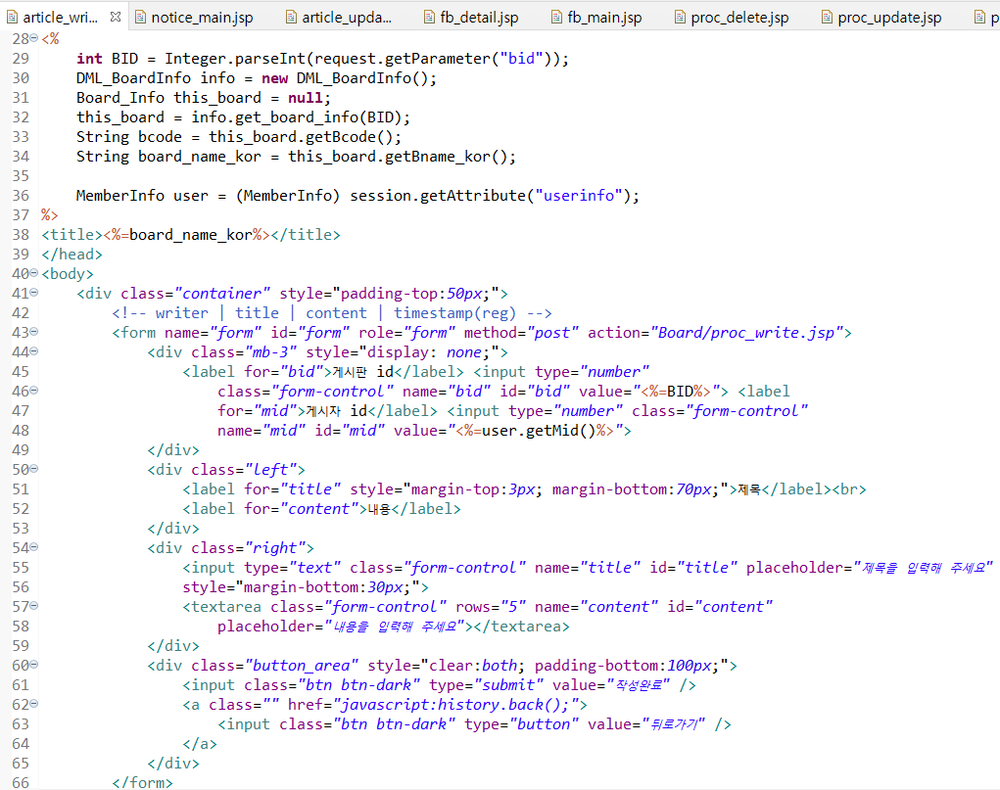 article_wri... notice_main.jsp article_upda... fb_detail.jsp fb_main.jsp proc_delete.jsp proc_update.jsp p
28 <%
29 int BID = Integer.parseInt(request.getParameter("bid"));
30 DML_BoardInfo info = new DML_BoardInfo();
31 Board_Info this_board = null;
32 this_board = info.get_board_info(BID);
33 String bcode = this_board.getBcode();
34 String board_name_kor = this_board.getBname_kor();
35
36 MemberInfo user = (MemberInfo) session.getAttribute("userinfo");
37 %>
38 <title><%=board_name_kor%></title>
39 </head>
40 <body>
41 <div class="container" style="padding-top:50px;">
42 <!-- writer | title | content | timestamp(reg) -->
43 <form name="form" id="form" role="form" method="post" action="Board/proc_write.jsp">
44 <div class="mb-3" style="display: none;">
45 <label for="bid">게시판 id</label> <input type="number"
46 class="form-control" name="bid" id="bid" value="<%=BID%>"> <label
47 for="mid">게시자 id</label> <input type="number" class="form-control"
48 name="mid" id="mid" value="<%=user.getMid()%>">
49 </div>
50 <div class="left">
51 <label for="title" style="margin-top:3px; margin-bottom:70px;">제목</label><br>
52 <label for="content">내용</label>
53 </div>
54 <div class="right">
55 <input type="text" class="form-control" name="title" id="title" placeholder="제목을 입력해 주세요"
56 style="margin-bottom:30px;">
57 <textarea class="form-control" rows="5" name="content" id="content"
58 placeholder="내용을 입력해 주세요"></textarea>
59 </div>
60 <div class="button_area" style="clear:both; padding-bottom:100px;">
61 <input class="btn btn-dark" type="submit" value="작성완료" />
62 <a class="" href="javascript:history.back();">
63 <input class="btn btn-dark" type="button" value="뒤로가기" />
64 </a>
65 </div>
66 </form>